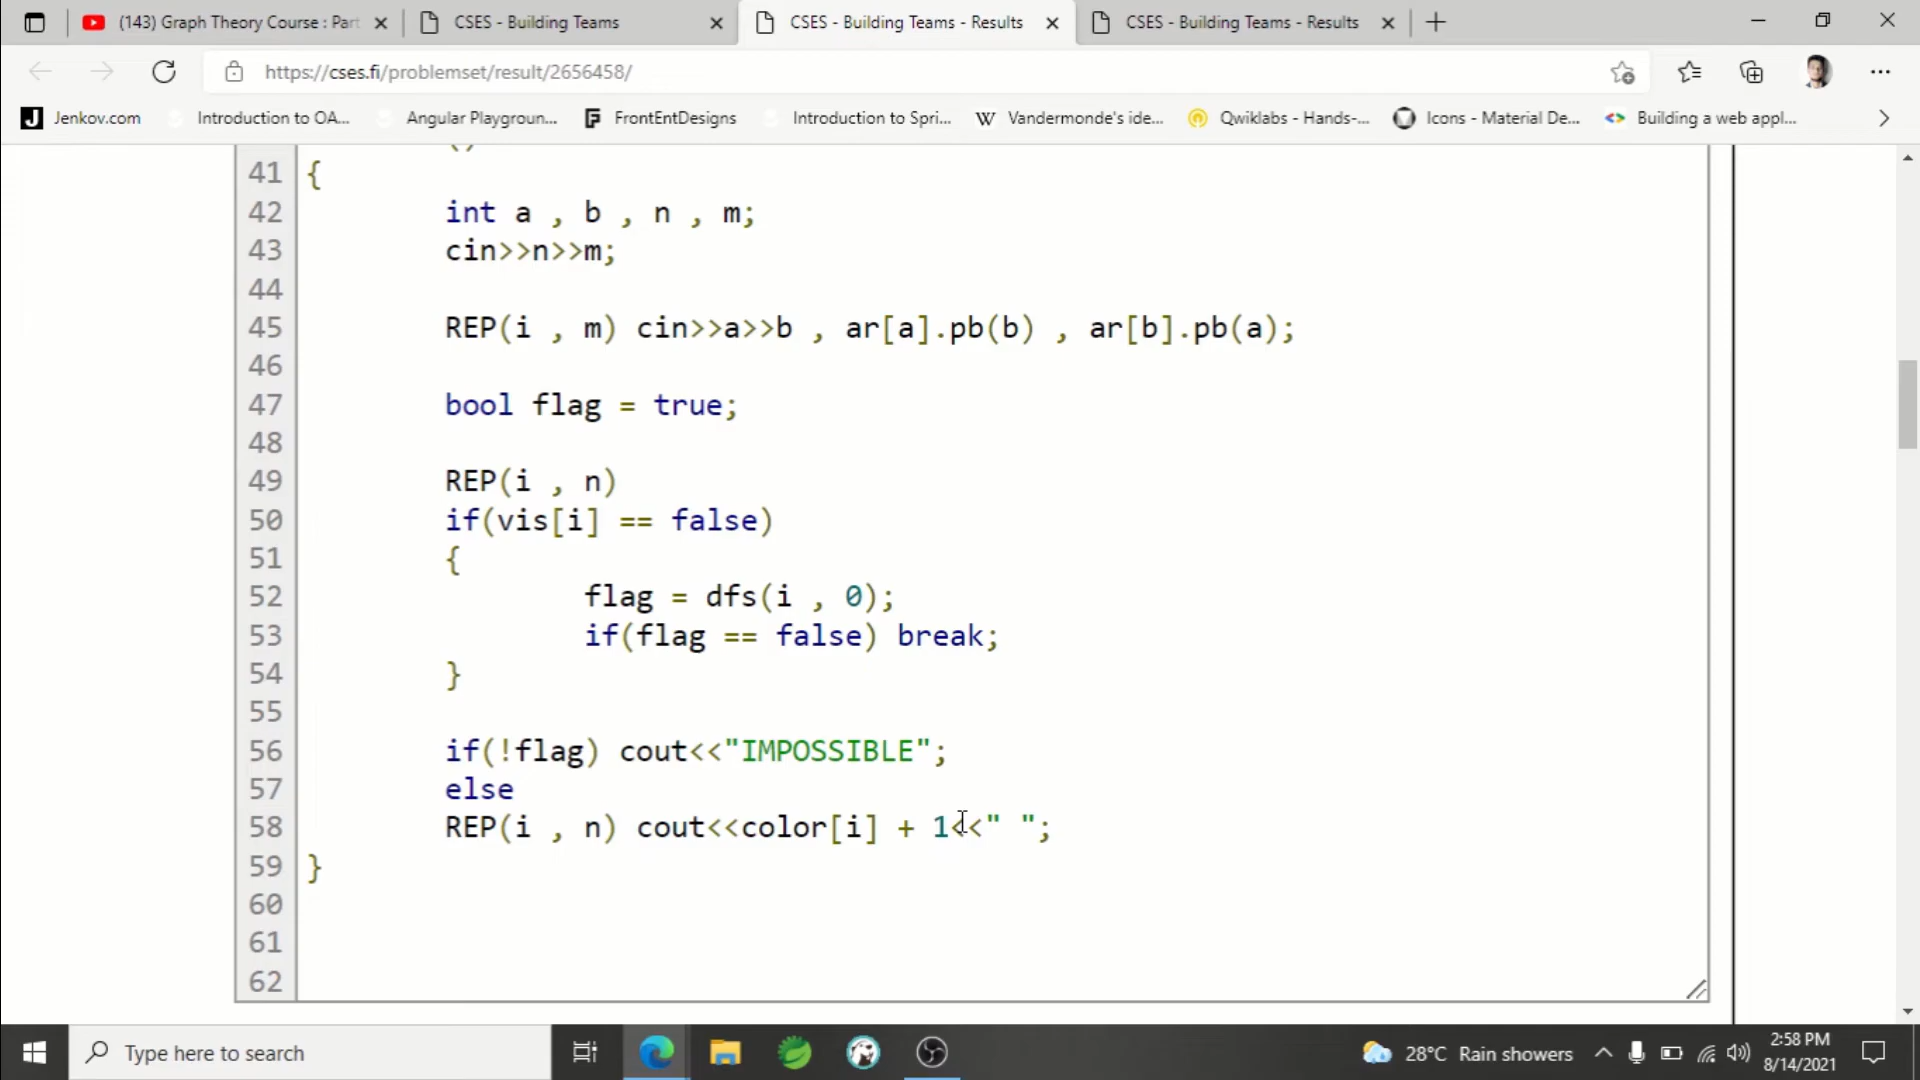 (143) Graph Theory Course : Part
CSES - Building Teams
CSES - Building Teams - Results
CSES - Building Teams - Results
https://cses.fi/problemset/result/2656458/
J Jenkov.com
Introduction to OA...
Angular Playgroun...
F FrontEntDesigns
Introduction to Spri...
W Vandermonde's ide...
Qwiklabs - Hands-...
Icons - Material De...
Building a web appl...
41 {
42 int a , b , n , m;
43 cin>>n>>m;
44
45 REP(i , m) cin>>a>>b , ar[a].pb(b) , ar[b].pb(a);
46
47 bool flag = true;
48
49 REP(i , n)
50 if(vis[i] == false)
51 {
52 flag = dfs(i , 0);
53 if(flag == false) break;
54 }
55
56 if(!flag) cout<<"IMPOSSIBLE";
57 else
58 REP(i , n) cout<<color[i] + 1<<" ";
59 }
60
61
62
Type here to search
28°C Rain showers
2:58 PM
8/14/2021